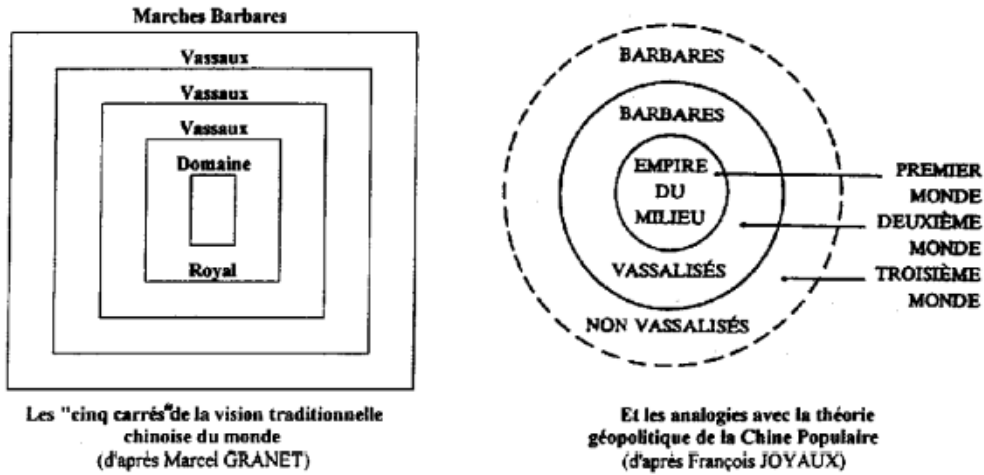 Marches Barbares
Vassaux
Vassaux
Vassaux
Domaine
Royal
Les "cinq carrés" de la vision traditionnelle
chinoise du monde
(d'après Marcel GRANET)
BARBARES
BARBARES
EMPIRE
DU
MILIEU
VASSALISÉS
NON VASSALISÉS
PREMIER
MONDE
DEUXIÈME
MONDE
TROISIÈME
MONDE
Et les analogies avec la théorie
géopolitique de la Chine Populaire
(d'après François JOYAUX)